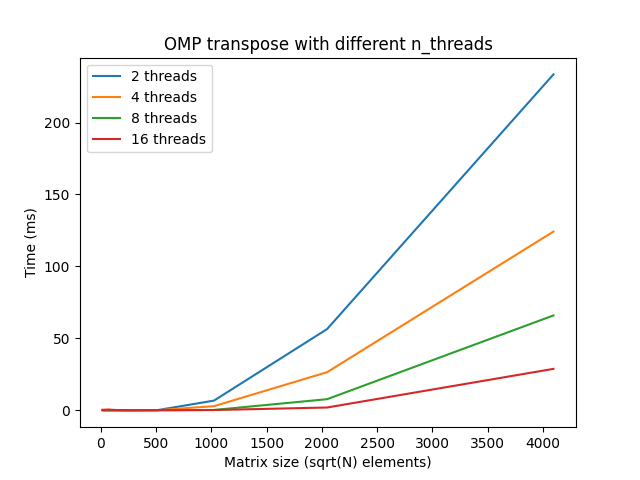 OMP transpose with different n_threads
2 threads
4 threads
8 threads
16 threads
Time (ms)
200
150
100
50
0
0 500 1000 1500 2000 2500 3000 3500 4000
Matrix size (sqrt(N) elements)